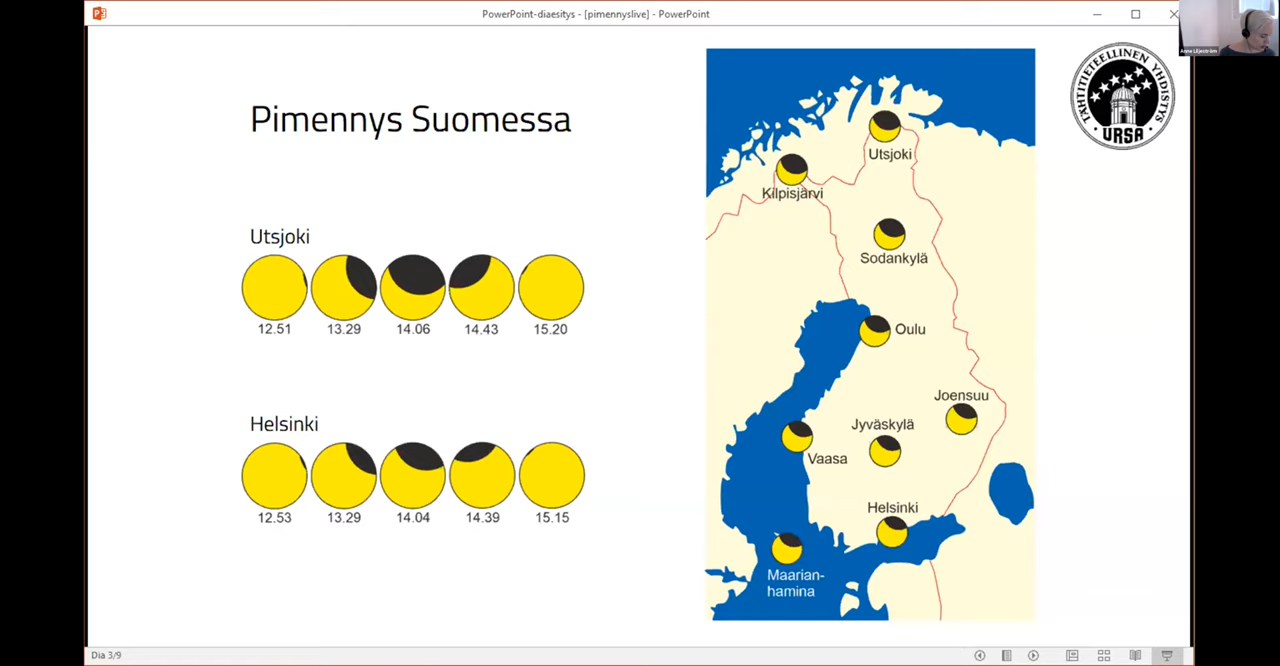 PowerPoint-diaesitys - [pimennyslive] - PowerPoint
Anne Liljeström
Pimennys Suomessa
TÄHTITIETEELLINEN YHDISTYS
URSA
Utsjoki
12.51 13.29 14.06 14.43 15.20
Helsinki
12.53 13.29 14.04 14.39 15.15
Utsjoki
Kilpisjärvi
Sodankylä
Oulu
Joensuu
Jyväskylä
Vaasa
Helsinki
Maarian-
hamina
Dia 3/9